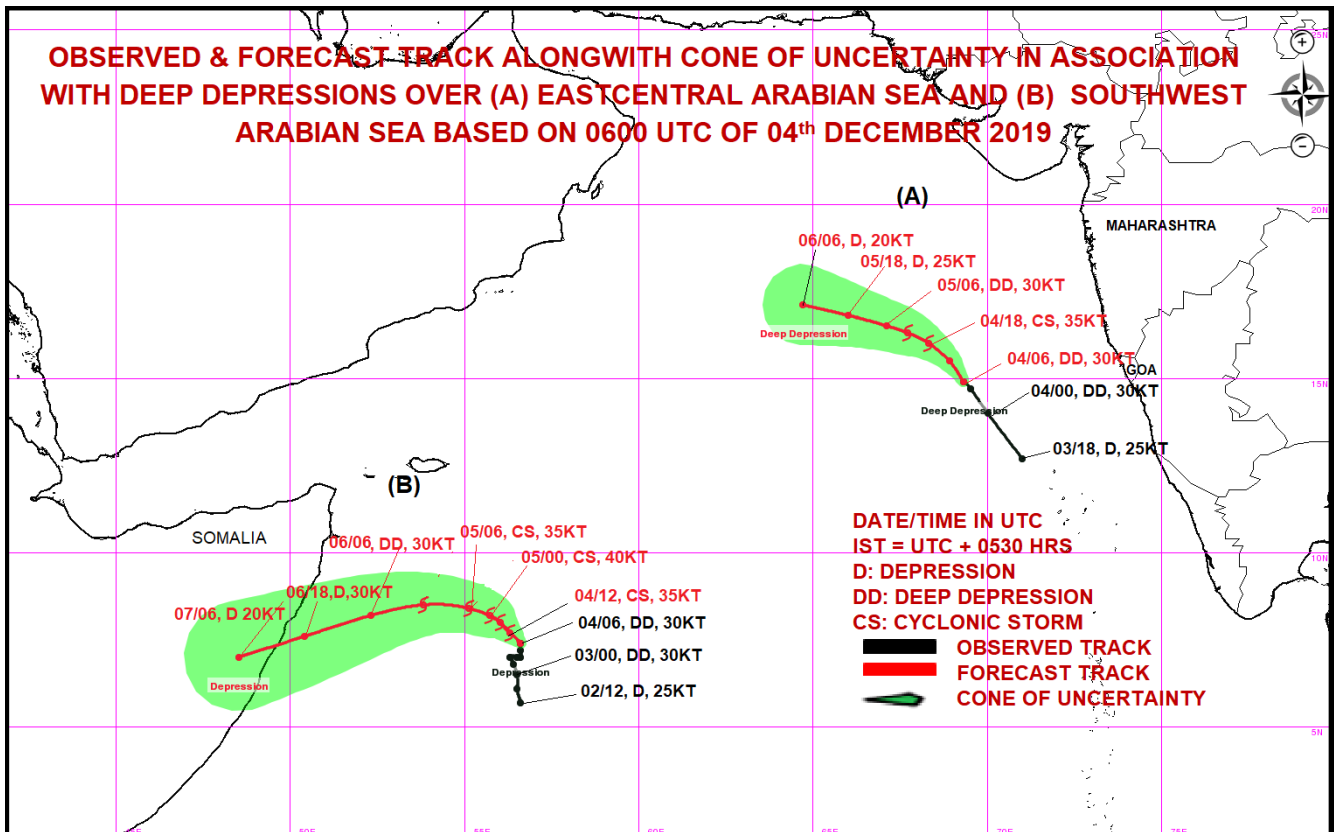 OBSERVED & FORECAST TRACK ALONGWITH CONE OF UNCERTAINTY IN ASSOCIATION
WITH DEEP DEPRESSIONS OVER (A) EASTCENTRAL ARABIAN SEA AND (B) SOUTHWEST
ARABIAN SEA BASED ON 0600 UTC OF 04th DECEMBER 2019
25N
(A)
20N
MAHARASHTRA
06/06, D, 20KT
05/18, D, 25KT
05/06, DD, 30KT
04/18, CS, 35KT
Deep Depression
04/06, DD, 30KT
GOA
15N
04/00, DD, 30KT
Deep Depression
03/18, D, 25KT
(B)
SOMALIA
06/06, DD, 30KT
05/06, CS, 35KT
05/00, CS, 40KT
10N
06/18,D,30KT
07/06, D 20KT
04/12, CS, 35KT
04/06, DD, 30KT
03/00, DD, 30KT
Depression
Depression
02/12, D, 25KT
DATE/TIME IN UTC
IST = UTC + 0530 HRS
D: DEPRESSION
DD: DEEP DEPRESSION
CS: CYCLONIC STORM
OBSERVED TRACK
FORECAST TRACK
CONE OF UNCERTAINTY
5N
50E
55E
60E
65E
70E
75E